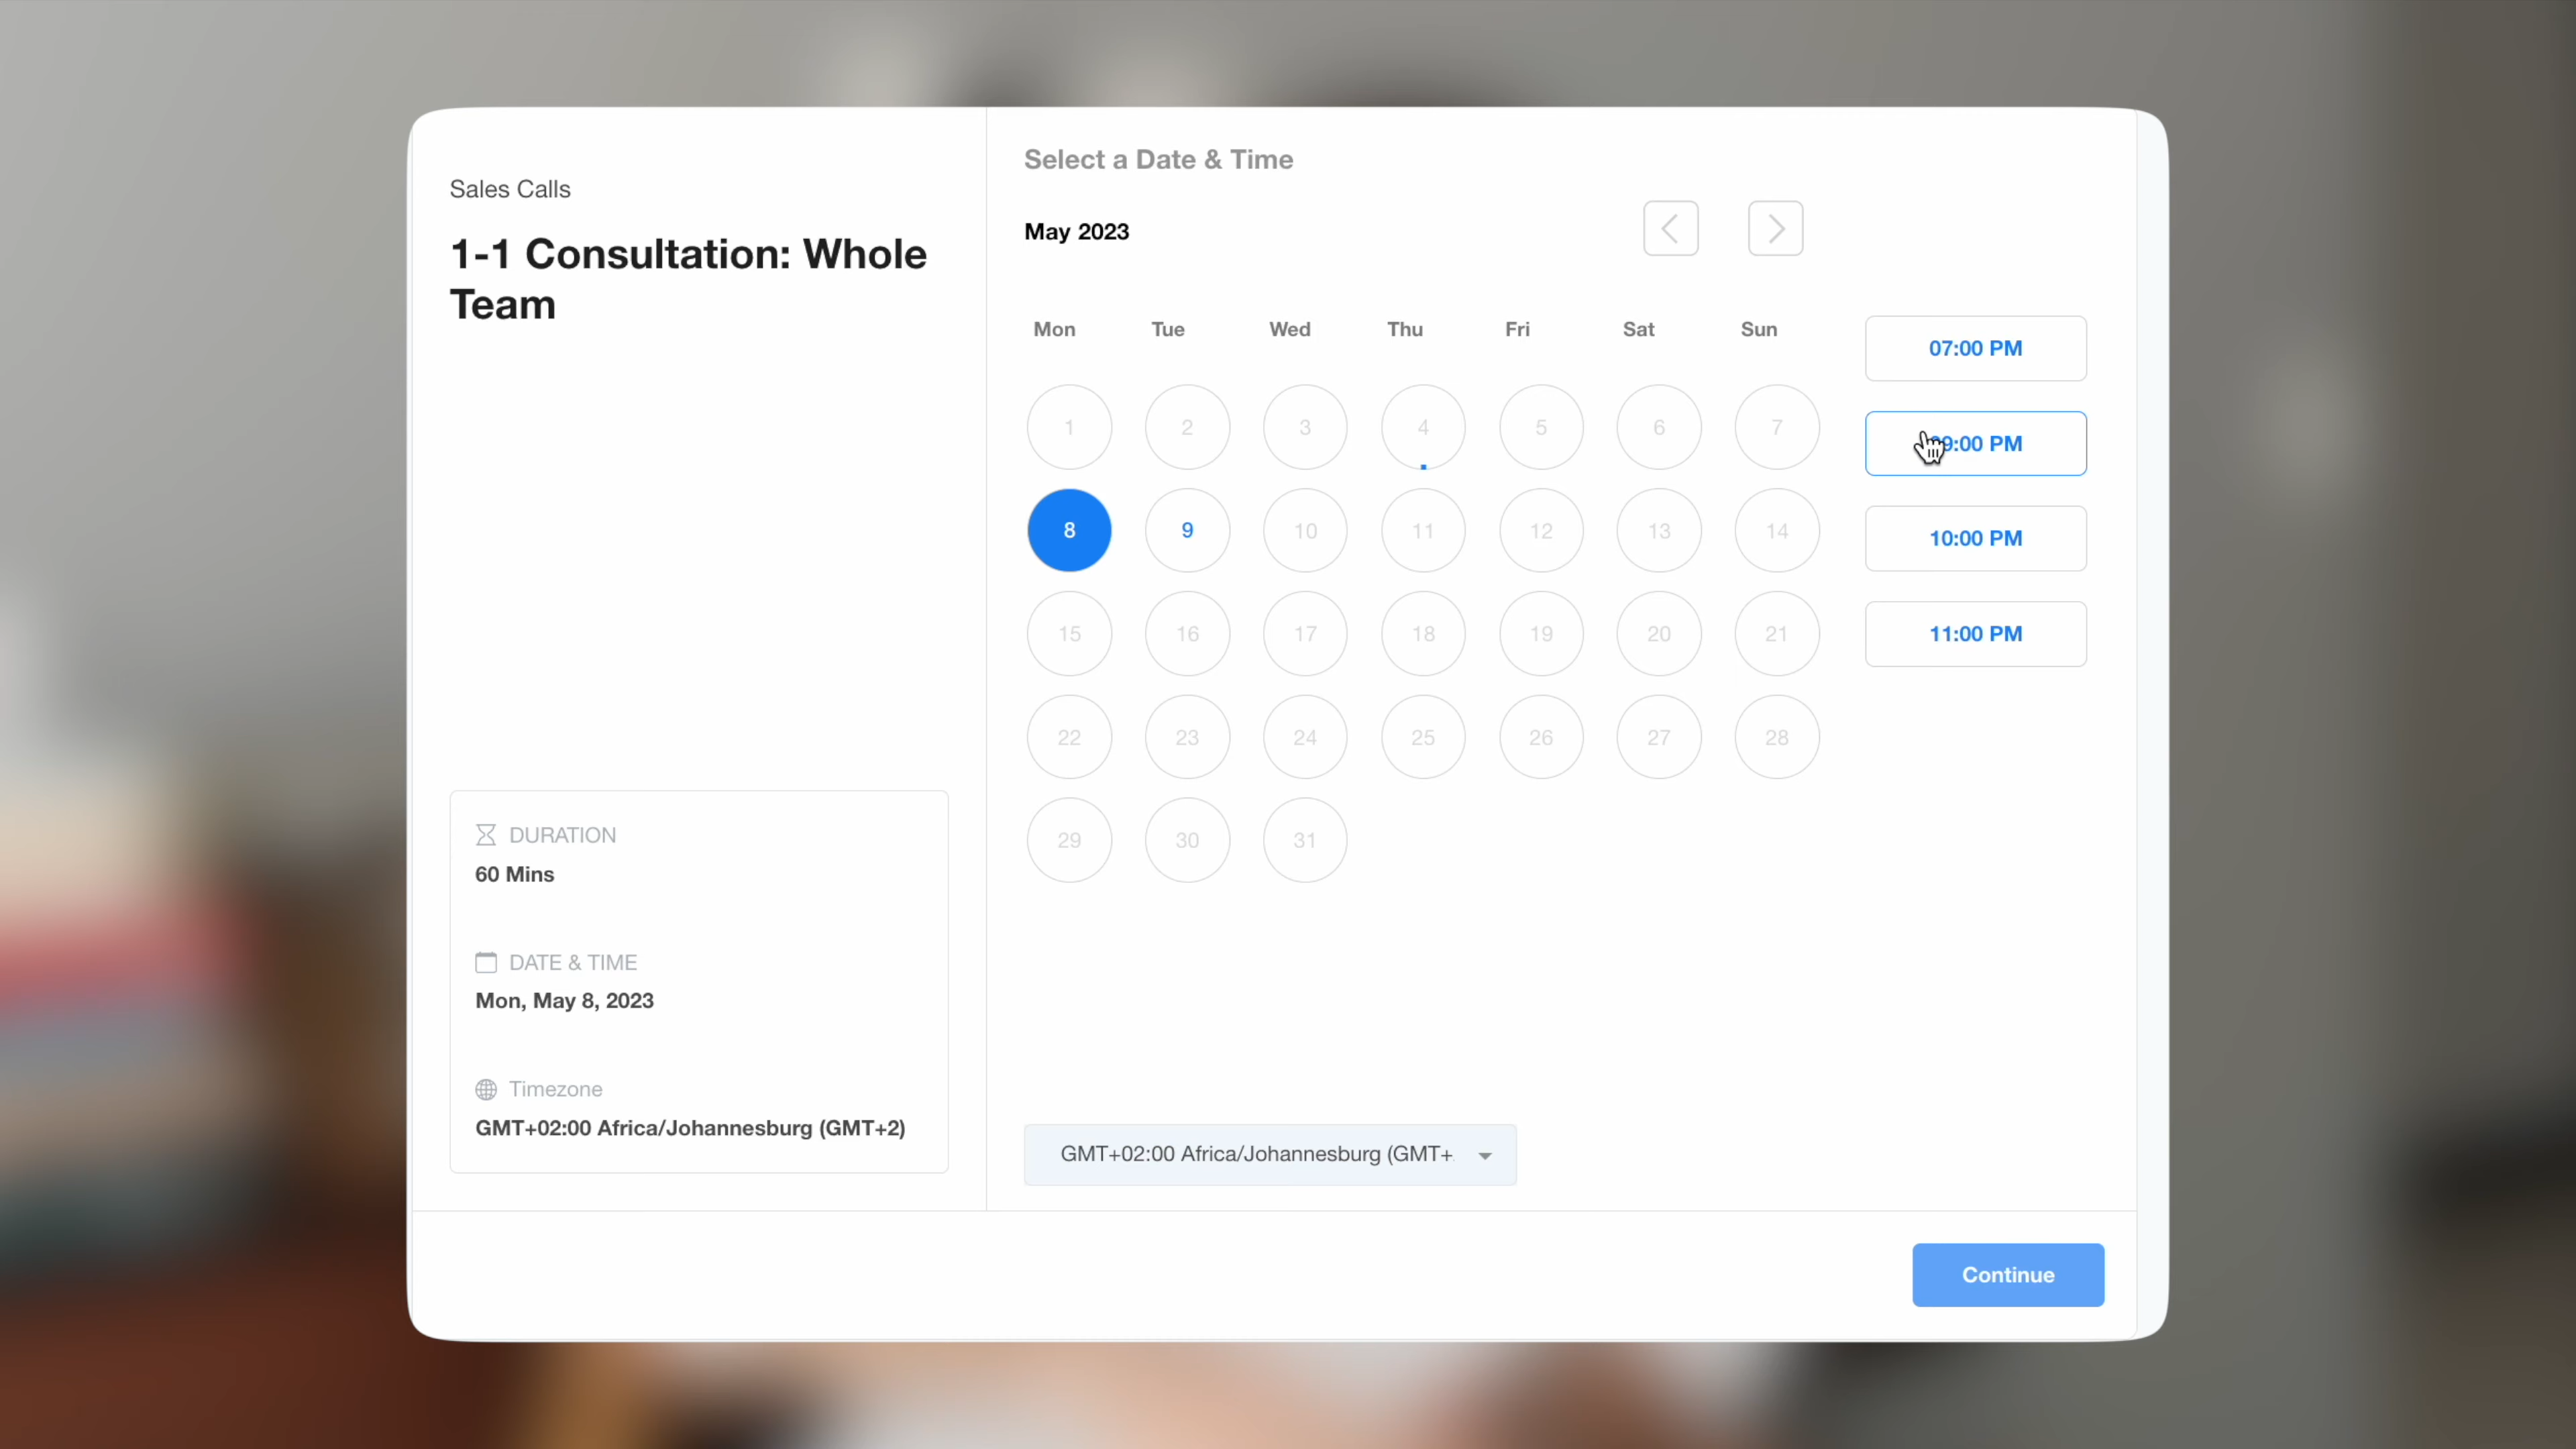 Sales Calls
1-1 Consultation: Whole
Team
DURATION
60 Mins
DATE & TIME
Mon, May 8, 2023
Timezone
GMT+02:00 Africa/Johannesburg (GMT+2)
Select a Date & Time
May 2023
Mon Tue Wed Thu Fri Sat Sun
1 2 3 4 5 6 7
8 9 10 11 12 13 14
15 16 17 18 19 20 21
22 23 24 25 26 27 28
29 30 31
07:00 PM
9:00 PM
10:00 PM
11:00 PM
GMT+02:00 Africa/Johannesburg (GMT+
Continue